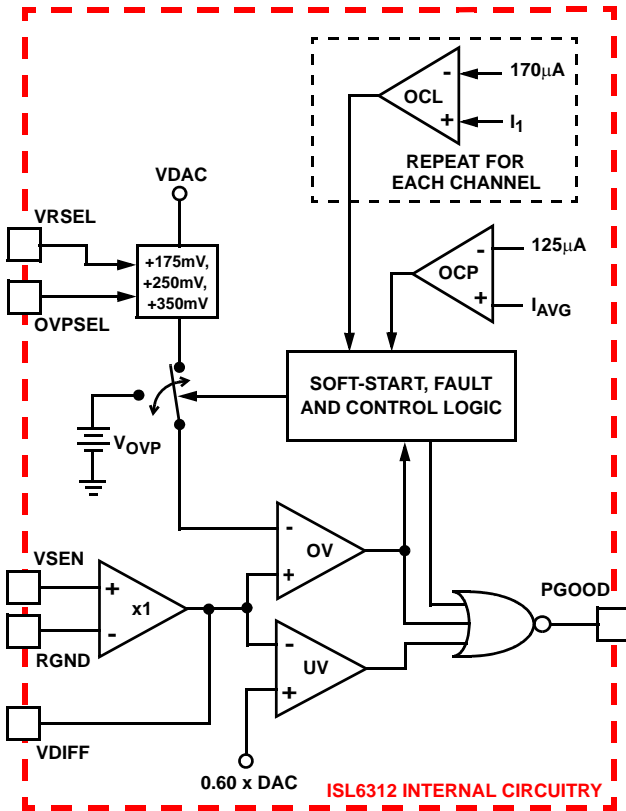 170µA
-
OCL
+
I1
REPEAT FOR
EACH CHANNEL
VDAC
VRSEL
+175mV,
+250mV,
+350mV
OVPSEL
-
125µA
OCP
+
IAVG
SOFT-START, FAULT
AND CONTROL LOGIC
VOVP
-
OV
+
VSEN
+
x1
-
RGND
PGOOD
-
UV
+
VDIFF
0.60 x DAC
ISL6312 INTERNAL CIRCUITRY